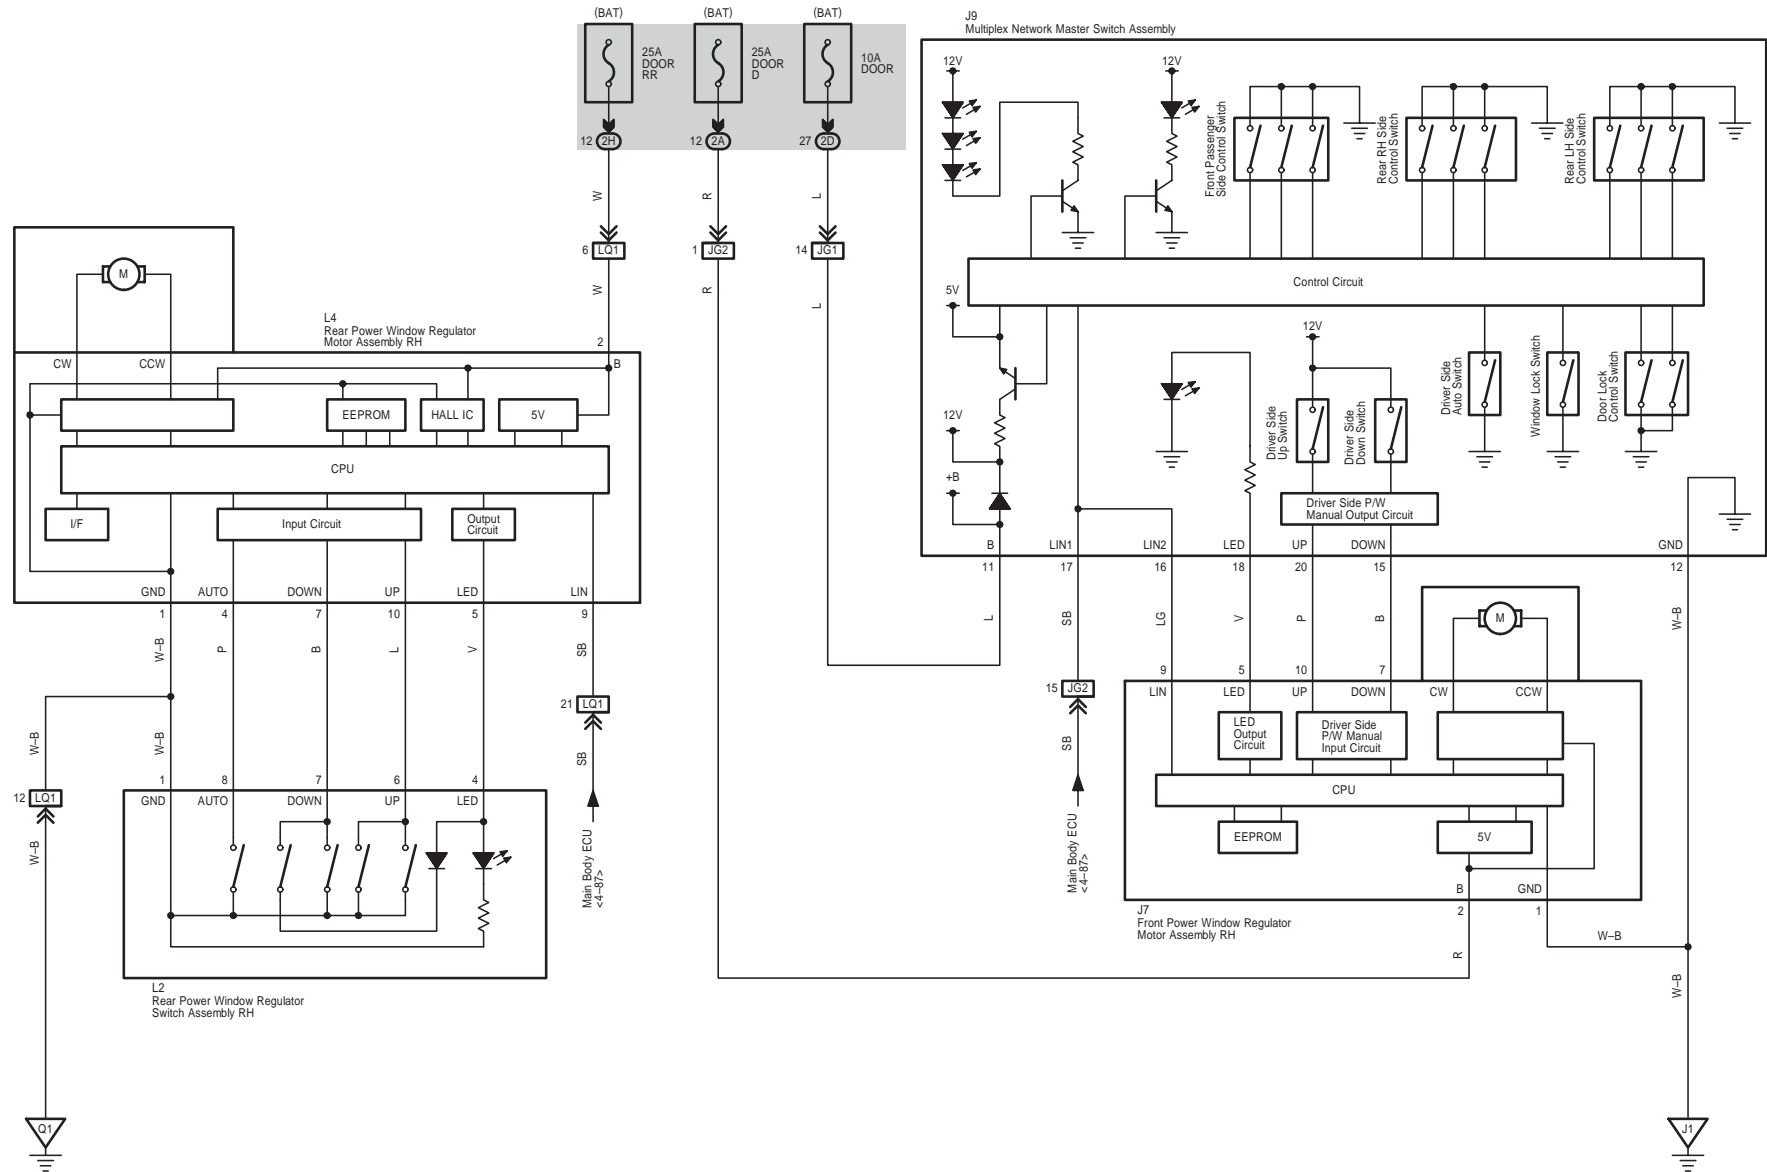 (BAT)
(BAT)
(BAT)
25A
DOOR
RR
25A
DOOR
D
10A
DOOR
12 2H
12 2A
27 2D
W
R
L
6 LQ1
1 JG2
14 JG1
W
R
L
J9
Multiplex Network Master Switch Assembly
12V
12V
Front Passenger
Side Control Switch
Rear RH Side
Control Switch
Rear LH Side
Control Switch
Control Circuit
5V
12V
12V
+B
Driver Side
Up Switch
Driver Side
Down Switch
Driver Side
Auto Switch
Window Lock Switch
Door Lock
Control Switch
Driver Side P/W
Manual Output Circuit
B
LIN1
LIN2
LED
UP
DOWN
GND
11
17
16
18
20
15
12
L
SB
LG
V
P
B
W–B
M
L4
Rear Power Window Regulator
Motor Assembly RH
2
CW
CCW
B
EEPROM
HALL IC
5V
CPU
I/F
Input Circuit
Output
Circuit
GND
AUTO
DOWN
UP
LED
LIN
1
4
7
10
5
9
W–B
P
B
L
V
SB
21 LQ1
SB
Main Body ECU
<4–87>
W–B
W–B
12 LQ1
W–B
1
8
7
6
4
GND
AUTO
DOWN
UP
LED
L2
Rear Power Window Regulator
Switch Assembly RH
Q1
15 JG2
SB
Main Body ECU
<4–87>
M
9
5
10
7
LIN
LED
UP
DOWN
CW
CCW
LED
Output
Circuit
Driver Side
P/W Manual
Input Circuit
CPU
EEPROM
5V
B
GND
2
1
J7
Front Power Window Regulator
Motor Assembly RH
R
W–B
W–B
J1